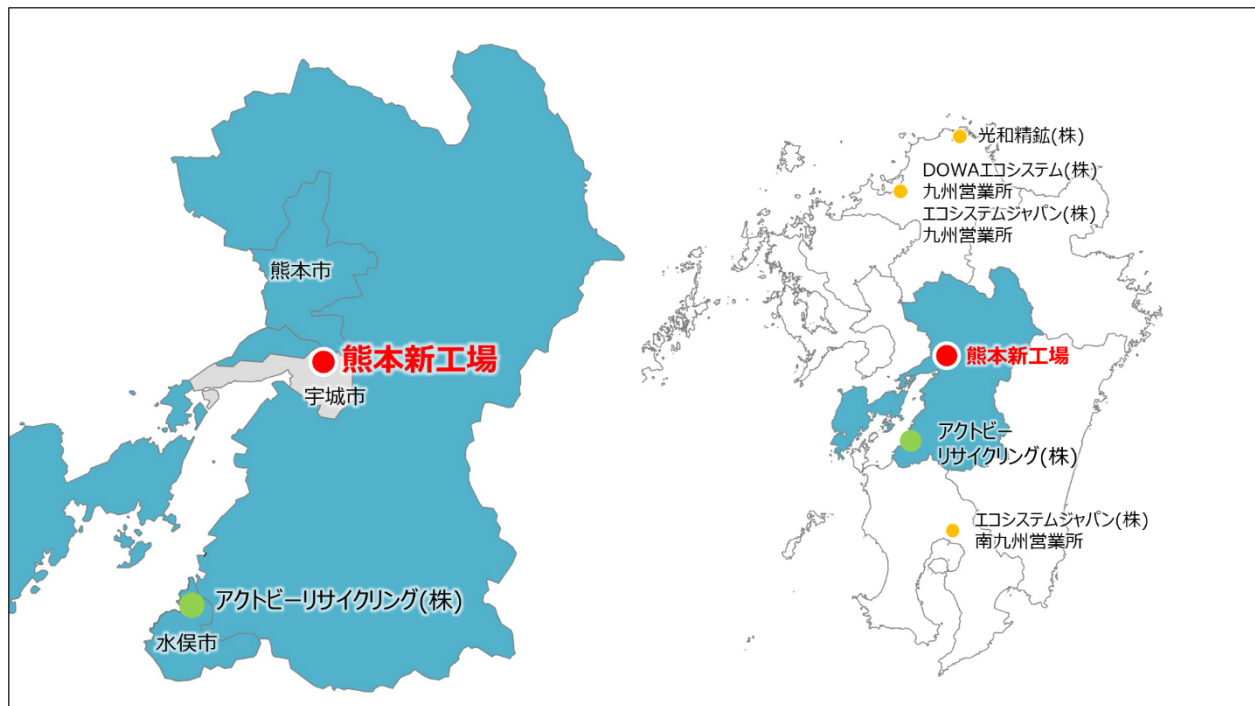 熊本市
熊本新工場
宇城市
アクトビーリサイクリング(株)
水俣市
光和精鉱(株)
DOWAエコシステム(株)
九州営業所
エコシステムジャパン(株)
九州営業所
熊本新工場
アクトビー
リサイクリング(株)
エコシステムジャパン(株)
南九州営業所